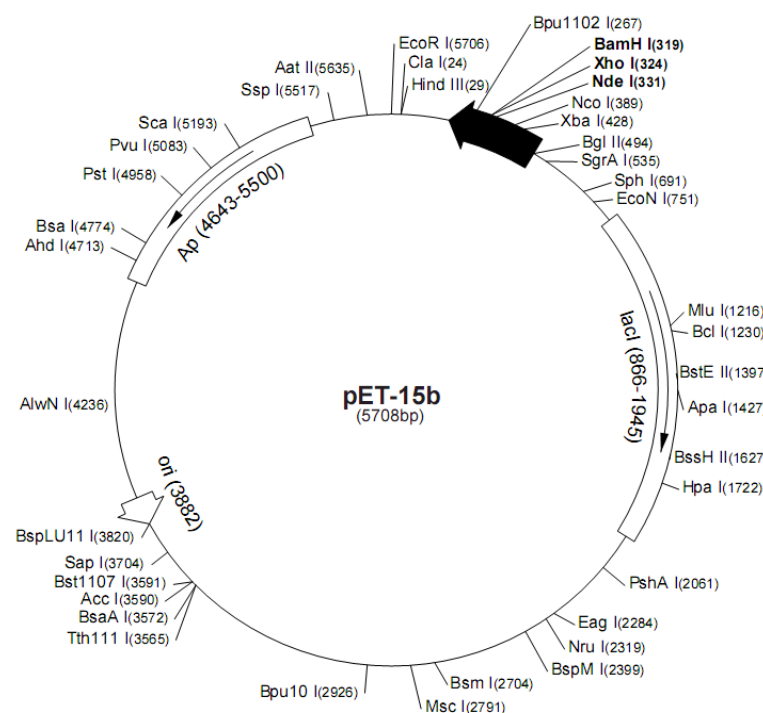 EcoR I(5706)
Cla I(24)
Hind III(29)
Bpu1102 I(267)
BamH I(319)
Xho I(324)
Nde I(331)
Nco I(389)
Xba I(428)
Bgl II(494)
SgrA I(535)
Sph I(691)
EcoN I(751)
lacI (866-1945)
Mlu I(1216)
Bcl I(1230)
BstE II(1397)
Apa I(1427)
BssH II(1627)
Hpa I(1722)
PshA I(2061)
Eag I(2284)
Nru I(2319)
BspM I(2399)
Bsm I(2704)
Msc I(2791)
Bpu10 I(2926)
Tth111 I(3565)
BsaA I(3572)
Acc I(3590)
Bst1107 I(3591)
Sap I(3704)
BspLU11 I(3820)
ori (3882)
AlwN I(4236)
Ahd I(4713)
Bsa I(4774)
Ap (4643-5500)
Pst I(4958)
Pvu I(5083)
Sca I(5193)
Ssp I(5517)
Aat II(5635)
pET-15b
(5708bp)